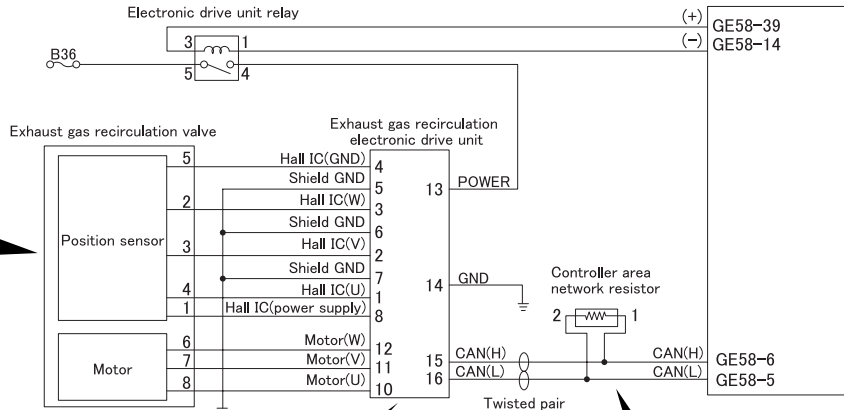 Electronic drive unit relay
(+)
GE58-39
(-)
GE58-14
3 1
B36
5 4
Exhaust gas recirculation valve
Exhaust gas recirculation
electronic drive unit
5 Hall IC(GND) 4
Shield GND 5
13 POWER
2 Hall IC(W) 3
Shield GND 6
Position sensor
3 Hall IC(V) 2
Shield GND 7
14 GND
Controller area
network resistor
4 Hall IC(U) 1
1 Hall IC(power supply) 8
2 1
6 Motor(W) 12
Motor
7 Motor(V) 11
8 Motor(U) 10
15 CAN(H) CAN(H) GE58-6
16 CAN(L) CAN(L) GE58-5
Twisted pair